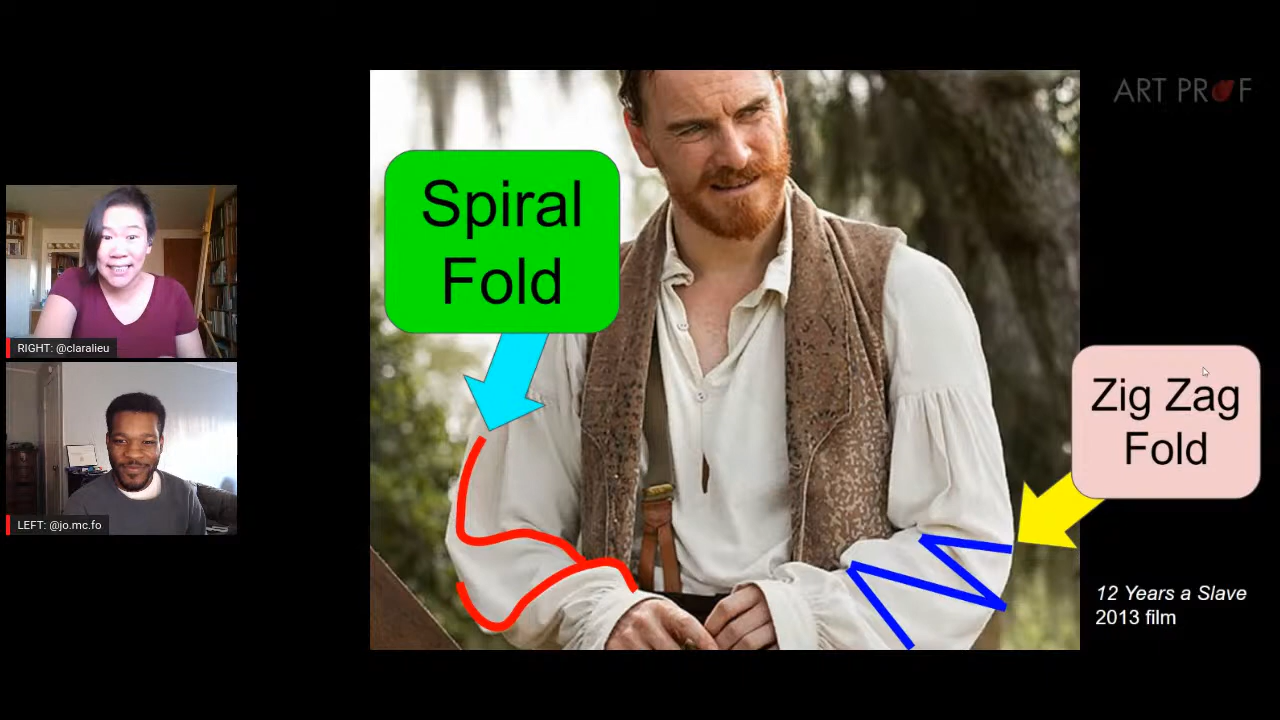 ART PROF
Spiral
Fold
Zig Zag
Fold
RIGHT: @claralieu
LEFT: @jo.mc.fo
12 Years a Slave
2013 film